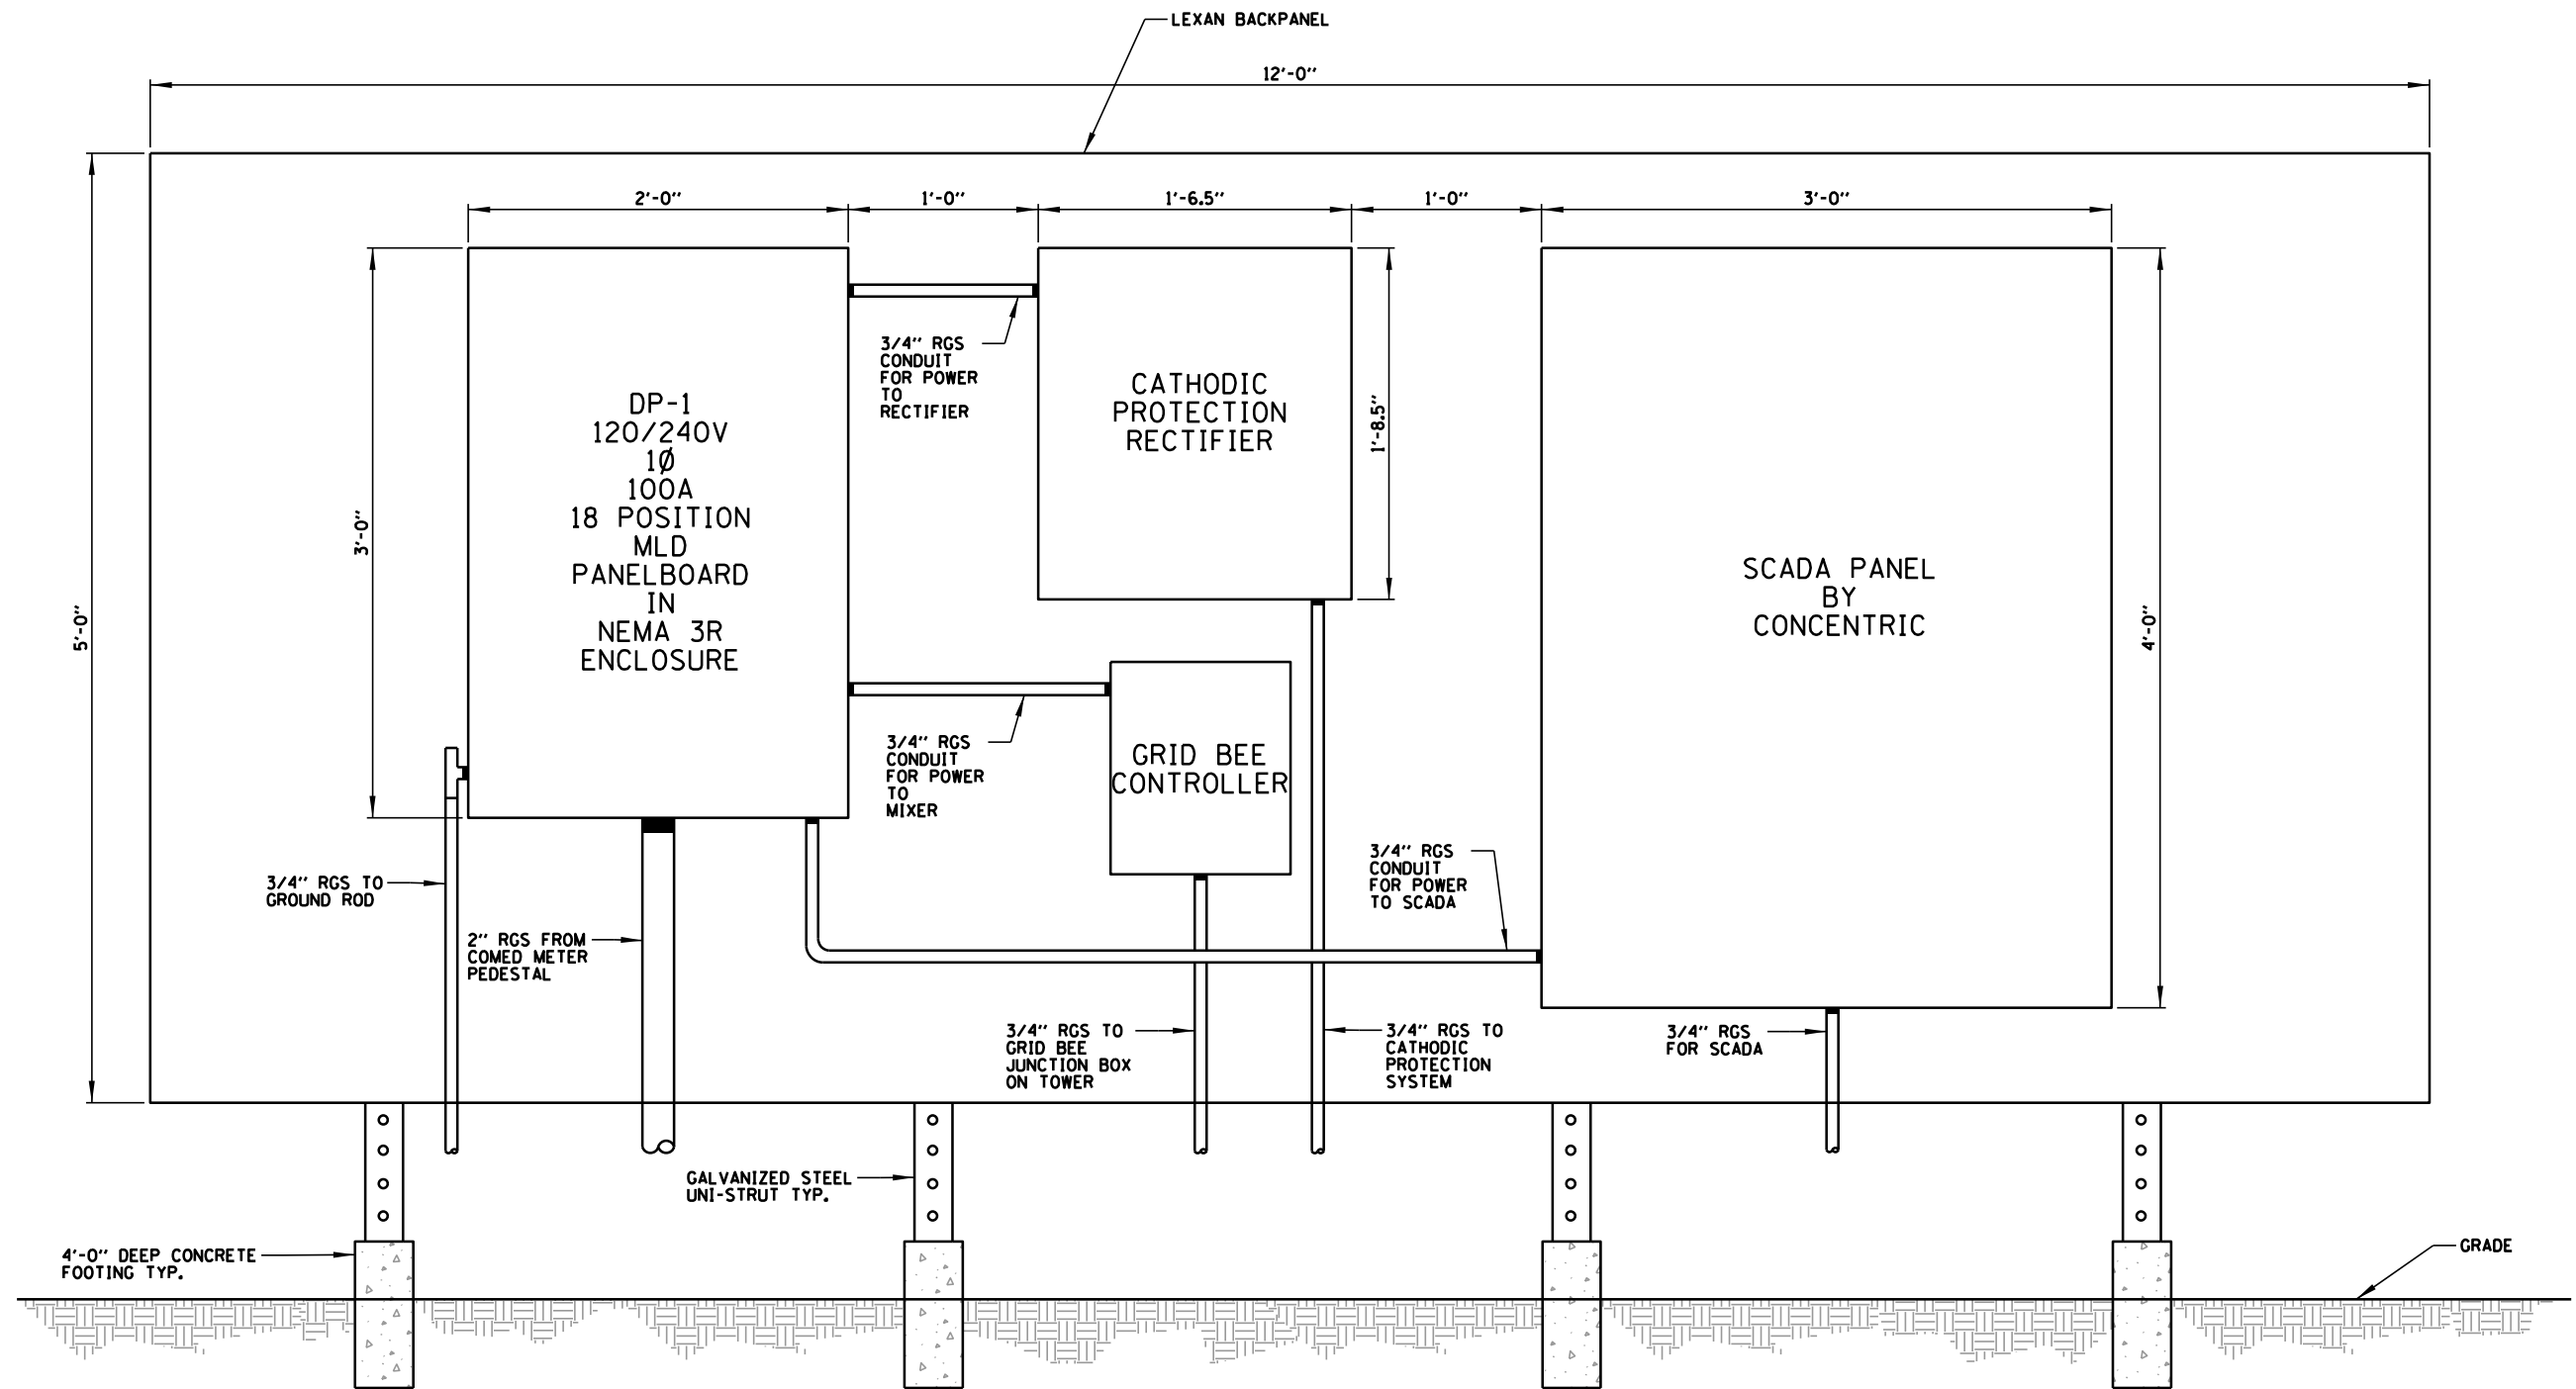 LEXAN BACKPANEL
12'-0"
2'-0"
1'-0"
1'-6.5"
1'-0"
3'-0"
5'-0"
3'-0"
DP-1
120/240V
1Ø
100A
18 POSITION
MLD
PANELBOARD
IN
NEMA 3R
ENCLOSURE
3/4" RGS
CONDUIT
FOR POWER
TO
RECTIFIER
CATHODIC
PROTECTION
RECTIFIER
1'-8.5"
SCADA PANEL
BY
CONCENTRIC
4'-0"
3/4" RGS
CONDUIT
FOR POWER
TO
MIXER
GRID BEE
CONTROLLER
3/4" RGS
CONDUIT
FOR POWER
TO SCADA
3/4" RGS TO
GROUND ROD
2" RGS FROM
COMED METER
PEDESTAL
3/4" RGS TO
GRID BEE
JUNCTION BOX
ON TOWER
3/4" RGS TO
CATHODIC
PROTECTION
SYSTEM
3/4" RGS
FOR SCADA
GALVANIZED STEEL
UNI-STRUT TYP.
4'-0" DEEP CONCRETE
FOOTING TYP.
GRADE